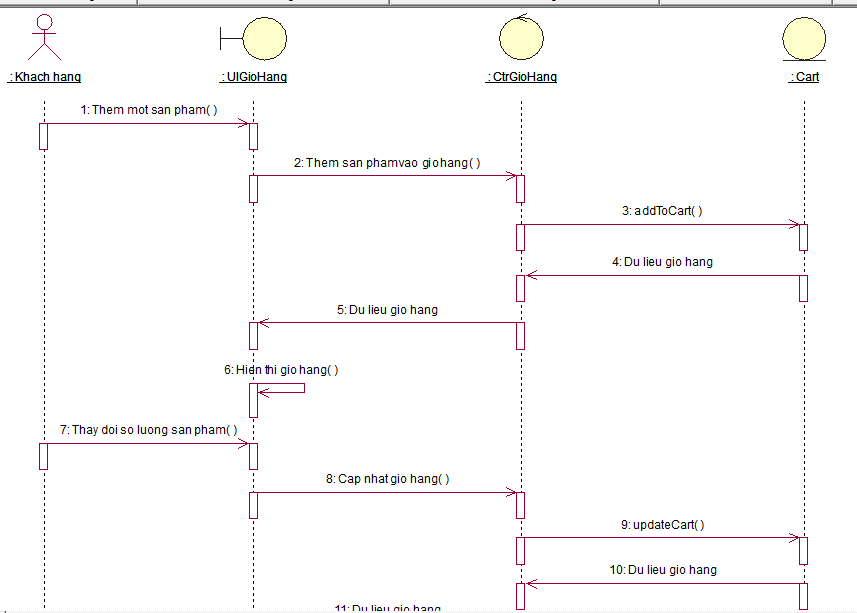 : Khach hang
: UIGioHang
: CtrGioHang
: Cart
1: Them mot san pham( )
2: Them san pham vao gio hang( )
3: addToCart( )
4: Du lieu gio hang
5: Du lieu gio hang
6: Hien thi gio hang( )
7: Thay doi so luong san pham( )
8: Cap nhat gio hang( )
9: updateCart( )
10: Du lieu gio hang
11: Du lieu gio hang